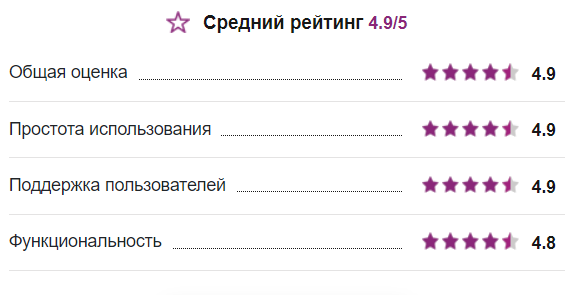 Средний рейтинг 4.9/5
Общая оценка 4.9
Простота использования 4.9
Поддержка пользователей 4.9
Функциональность 4.8